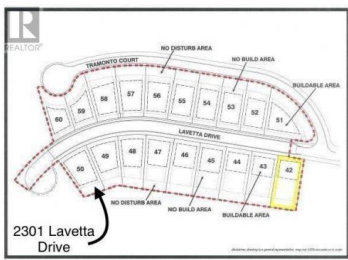 R
REALTOR®
TRAMONTO COURT
NO DISTURB AREA
NO BUILD AREA
BUILDABLE AREA
60
59
58
57
56
55
54
53
52
51
LAVETTA DRIVE
50
49
48
47
46
45
44
43
42
NO DISTURB AREA
NO BUILD AREA
BUILDABLE AREA
2301 Lavetta
Drive